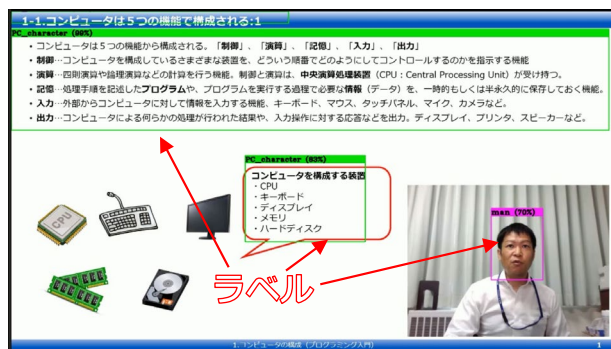 1-1.コンピュータは５つの機能で構成される:1
PC_character (90%)
・コンピュータは５つの機能から構成される。「制御」、「演算」、「記憶」、「入力」、「出力」
・制御…コンピュータを構成しているさまざまな装置を、どういう順番でどのようにしてコントロールするのかを指示する機能
・演算…四則演算や論理演算などの計算を行う機能。制御と演算は、中央演算処理装置（CPU：Central Processing Unit）が受け持つ。
・記憶…処理手順を記述したプログラムや、プログラムを実行する過程で必要な情報（データ）を、一時的もしくは半永久的に保存しておく機能。
・入力…外部からコンピュータに対して情報を入力する機能、キーボード、マウス、タッチパネル、マイク、カメラなど。
・出力…コンピュータによる何らかの処理が行われた結果や、入力操作に対する応答などを出力。ディスプレイ、プリンタ、スピーカーなど。
PC_character (83%)
コンピュータを構成する装置
・CPU
・キーボード
・ディスプレイ
・メモリ
・ハードディスク
CPU
man (70%)
ラベル
1.コンピュータの構成（プログラミング入門）
1